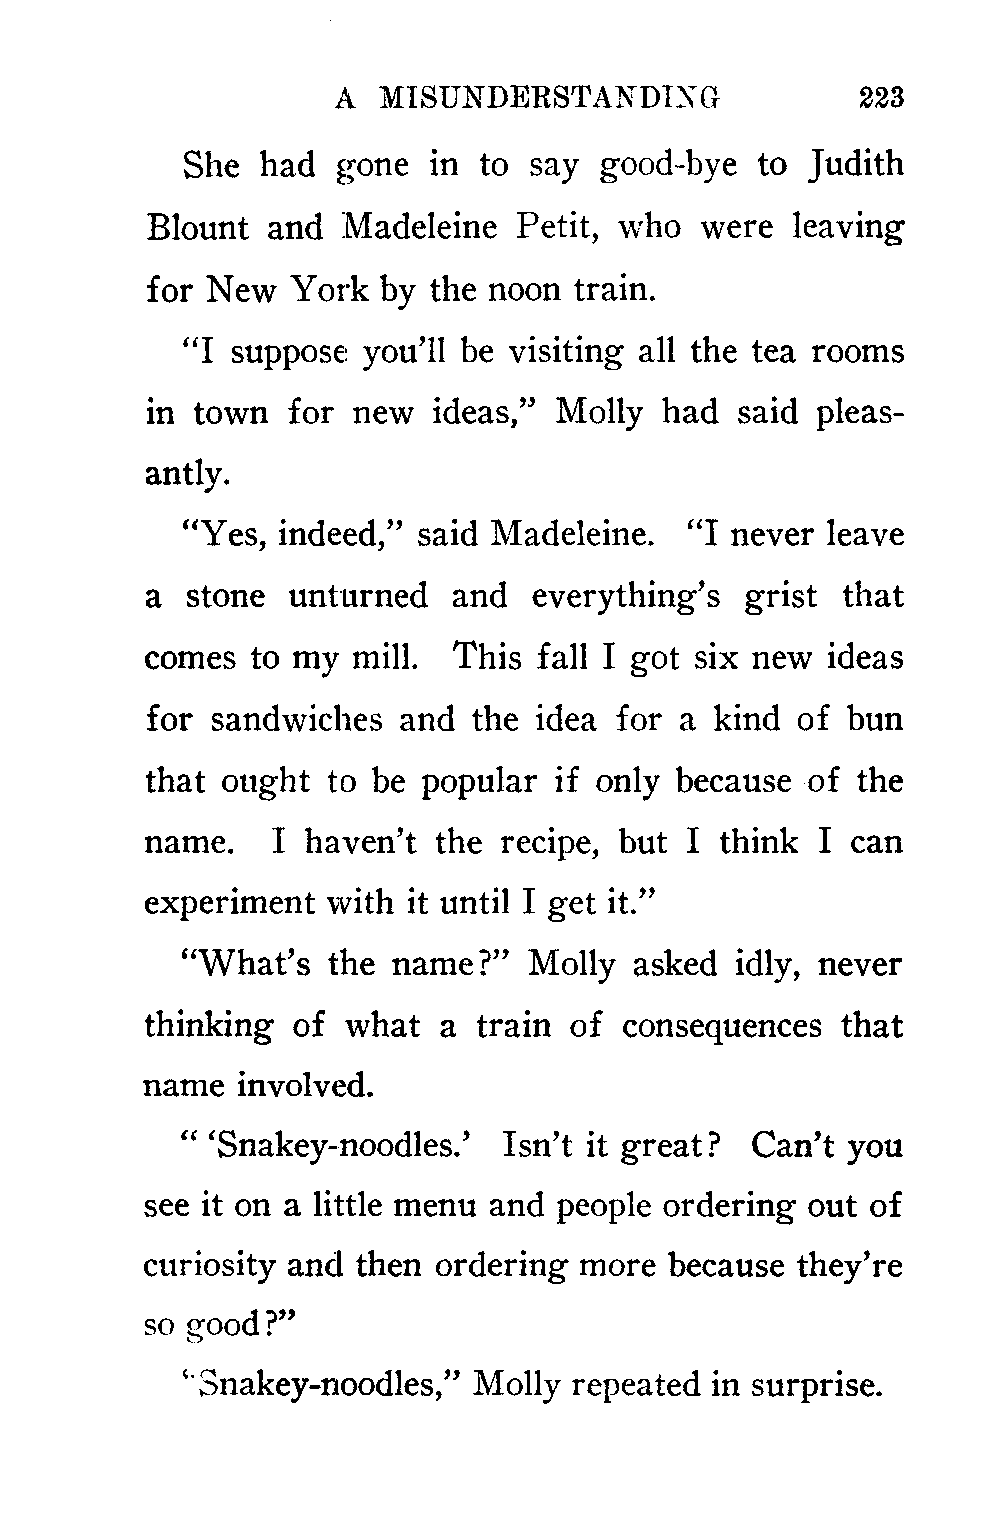 A MISUNDERSTANDING 223
She had gone in to say good-bye to Judith
Blount and Madeleine Petit, who were leaving
for New York by the noon train.
“I suppose you’ll be visiting all the tea rooms
in town for new ideas,” Molly had said pleas-
antly.
“Yes, indeed,” said Madeleine. “I never leave
a stone unturned and everything’s grist that
comes to my mill. This fall I got six new ideas
for sandwiches and the idea for a kind of bun
that ought to be popular if only because of the
name. I haven’t the recipe, but I think I can
experiment with it until I get it.”
“What’s the name?” Molly asked idly, never
thinking of what a train of consequences that
name involved.
“ ‘Snakey-noodles.’ Isn’t it great? Can’t you
see it on a little menu and people ordering out of
curiosity and then ordering more because they’re
so good?”
“Snakey-noodles,” Molly repeated in surprise.